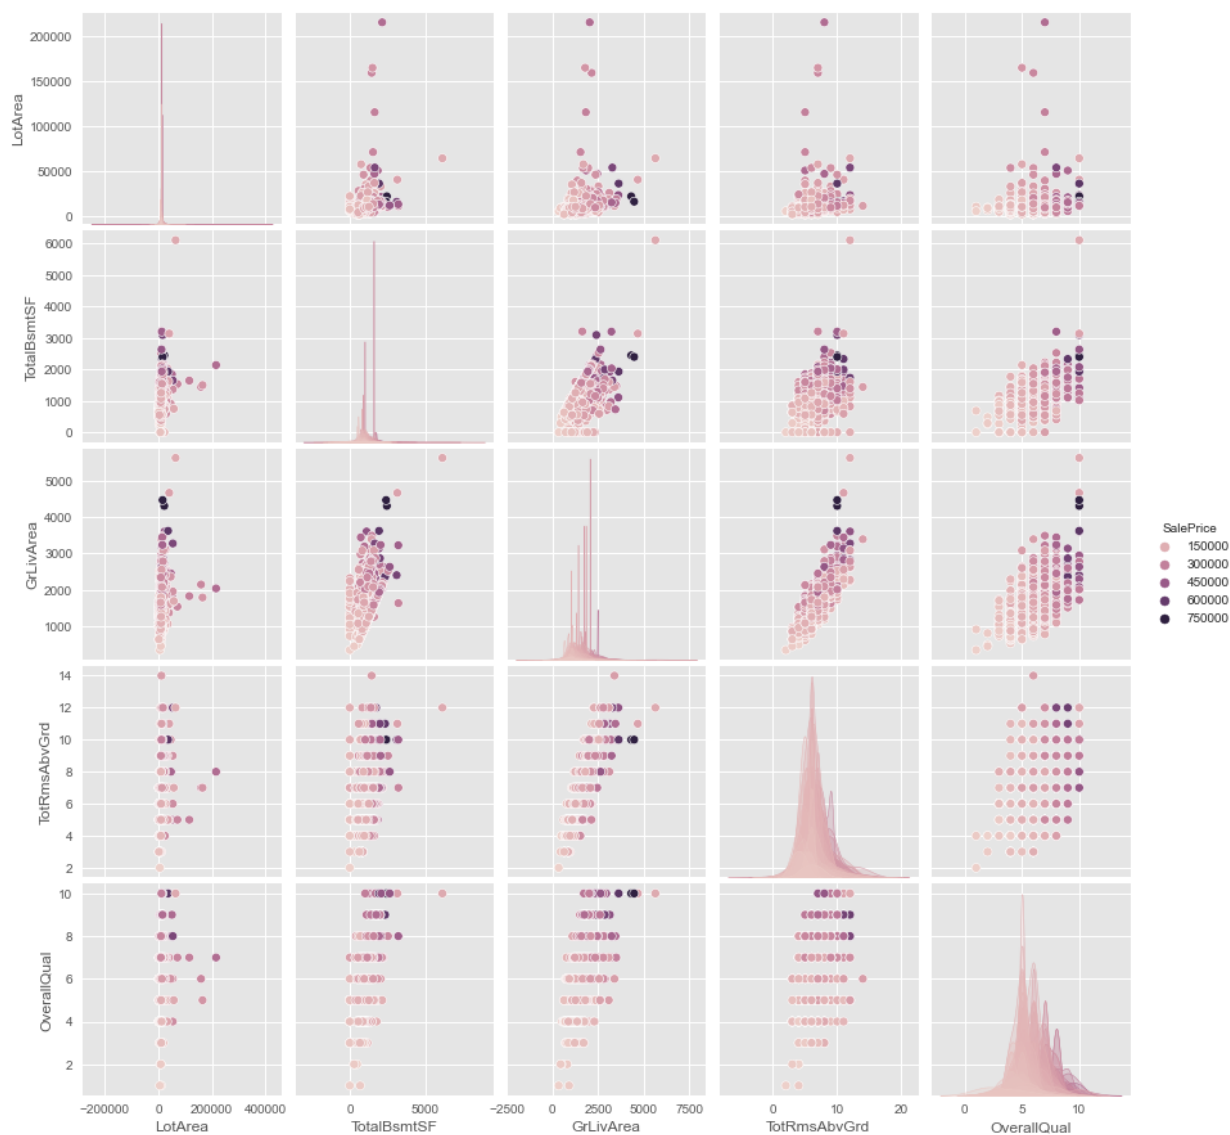 200000
150000
100000
50000
0
LotArea
6000
5000
4000
3000
2000
1000
0
TotalBsmtSF
5000
4000
3000
2000
1000
GrLivArea
SalePrice
150000
300000
450000
600000
750000
14
12
10
8
6
4
2
TotRmsAbvGrd
10
8
6
4
2
OverallQual
−200000 0 200000 400000
LotArea
0 5000
TotalBsmtSF
−2500 0 2500 5000 7500
GrLivArea
0 10 20
TotRmsAbvGrd
0 5 10
OverallQual